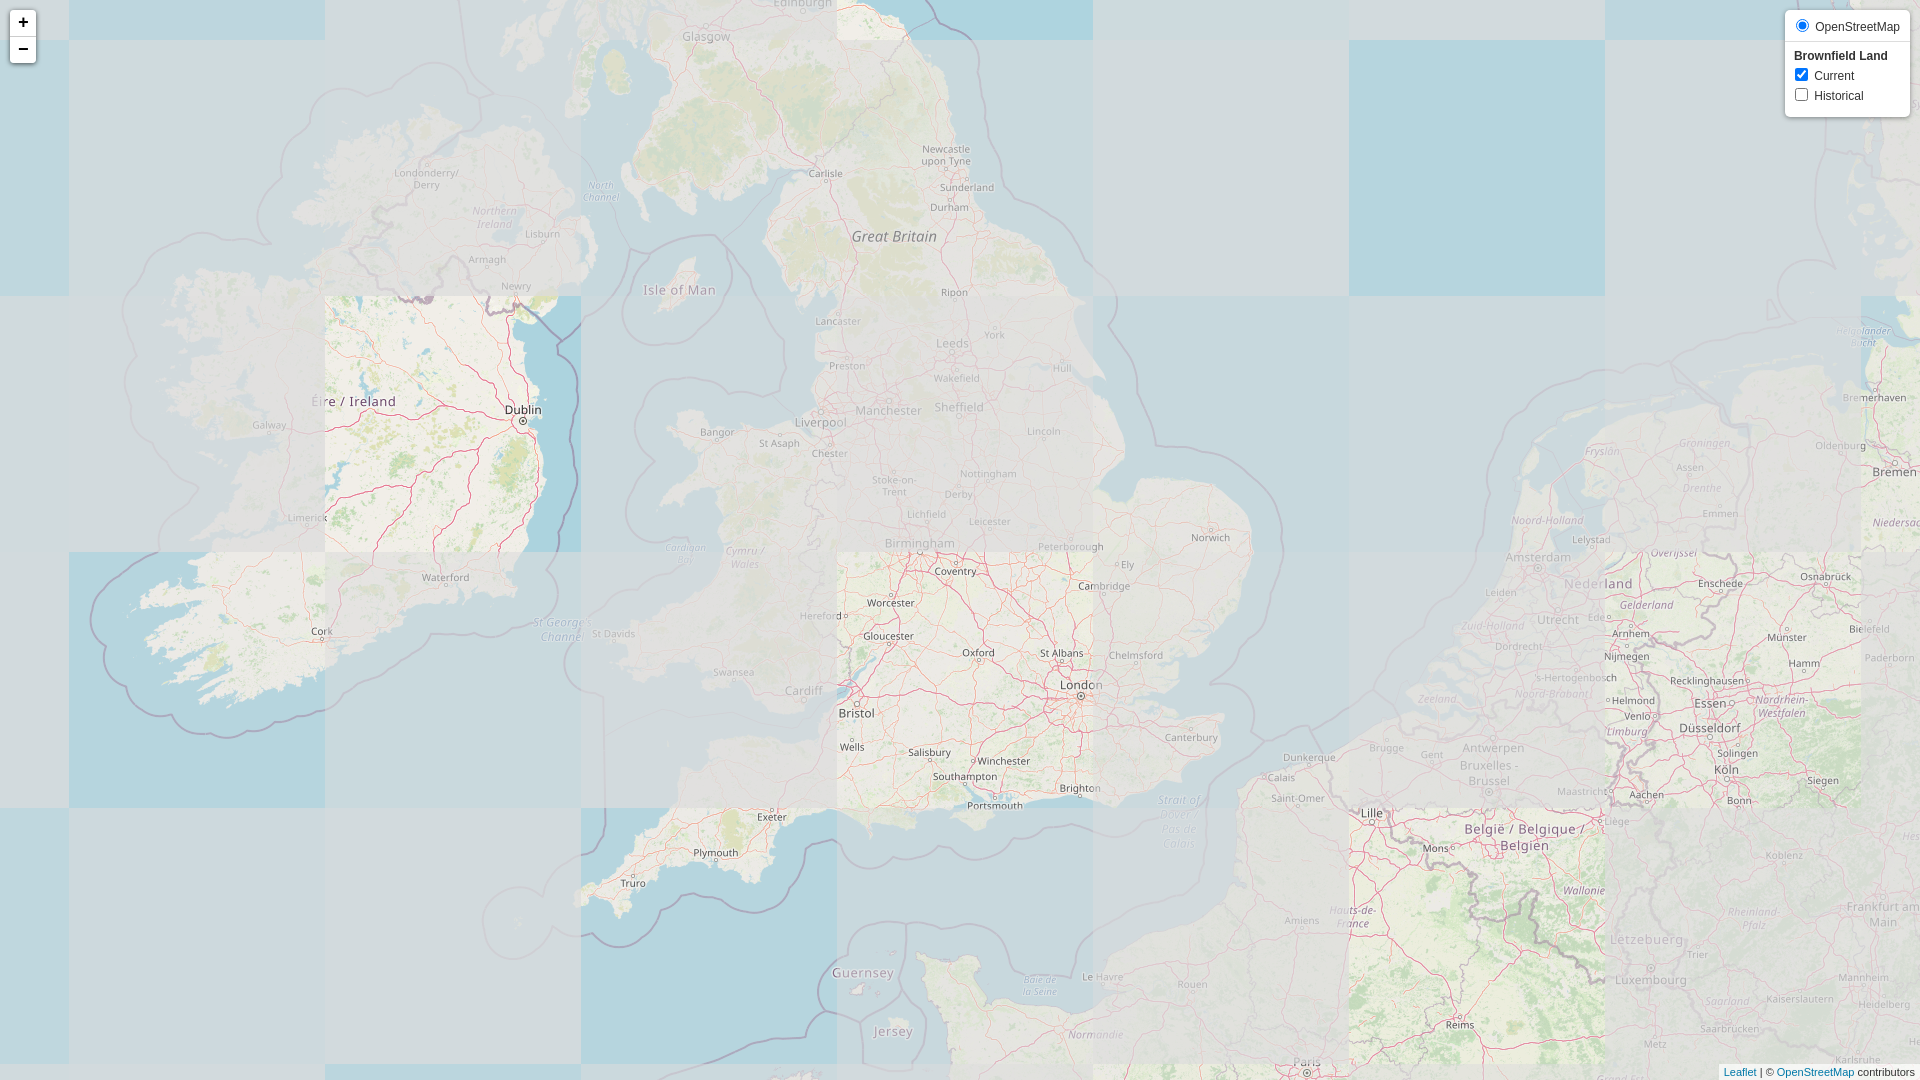 +
−
OpenStreetMap
Brownfield Land
Current
Historical
Edinburgh
Glasgow
Newcastle
upon Tyne
Londonderry/
Derry
Carlisle
North
Channel
Sunderland
Durham
Northern
Ireland
Lisburn
Great Britain
Armagh
Newry
Isle of Man
Ripon
Lancaster
York
Leeds
Hull
Preston
Wakefield
Éire / Ireland
Dublin
Manchester
Sheffield
Galway
Liverpool
Bangor
Lincoln
St Asaph
Chester
Groningen
Oldenburg
Fryslân
Assen
Bremen
Bremerhaven
Nottingham
Stoke-on-
Trent
Derby
Drenthe
Limerick
Lichfield
Leicester
Emmen
Noord-Holland
Niedersac
Norwich
Birmingham
Peterborough
Lelystad
Cardigan
Bay
Cymru /
Wales
Amsterdam
Overijssel
Coventry
Ely
Waterford
Cambridge
Nederland
Enschede
Osnabrück
Leiden
Worcester
Gelderland
Hereford
Utrecht
Ede
St George's
Channel
Cork
St Davids
Gloucester
Zuid-Holland
Arnhem
Münster
Bielefeld
Dordrecht
Oxford
St Albans
Chelmsford
Nijmegen
Paderborn
Hamm
Swansea
's-Hertogenbosch
Recklinghausen
London
Cardiff
Zeeland
Noord-Brabant
Helmond
Essen
Nordrhein-
Westfalen
Bristol
Venlo
Canterbury
Limburg
Düsseldorf
Wells
Salisbury
Brugge
Gent
Antwerpen
Solingen
Winchester
Dunkerque
Bruxelles -
Brussel
Köln
Southampton
Calais
Siegen
Brighton
Maastricht
Aachen
Saint-Omer
Bonn
Portsmouth
Strait of
Dover /
Pas de
Calais
Exeter
Lille
Liège
België / Belgique /
Belgien
Plymouth
Mons
Koblenz
Truro
Wallonie
Hauts-de-
France
Amiens
Rheinland-
Pfalz
Frankfurt am
Main
Lëtzebuerg
Trier
Guernsey
Baie de
la Seine
Le Havre
Rouen
Luxembourg
Mannheim
Saarland
Kaiserslautern
Heidelberg
Jersey
Normandie
Reims
Saarbrücken
Metz
Karlsruhe
Paris
Grand Est
Leaflet | © OpenStreetMap contributors